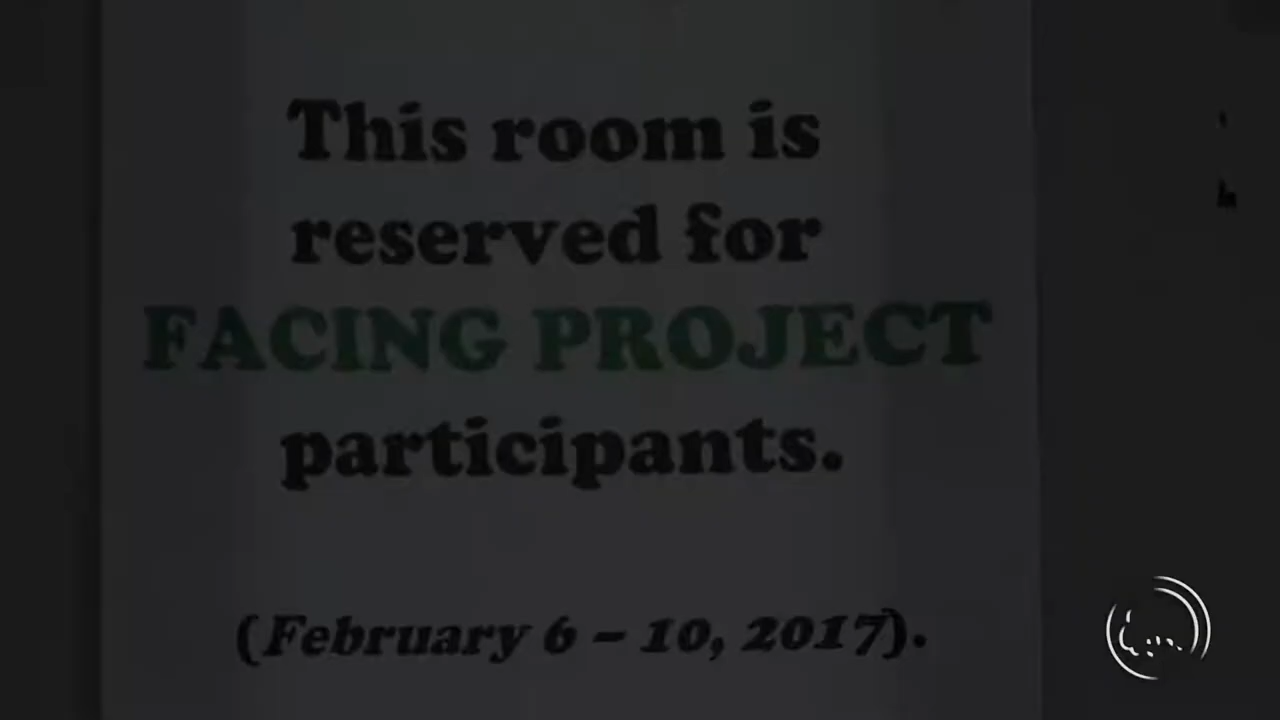 This room is
reserved for
FACING PROJECT
participants.
(February 6 – 10, 2017).